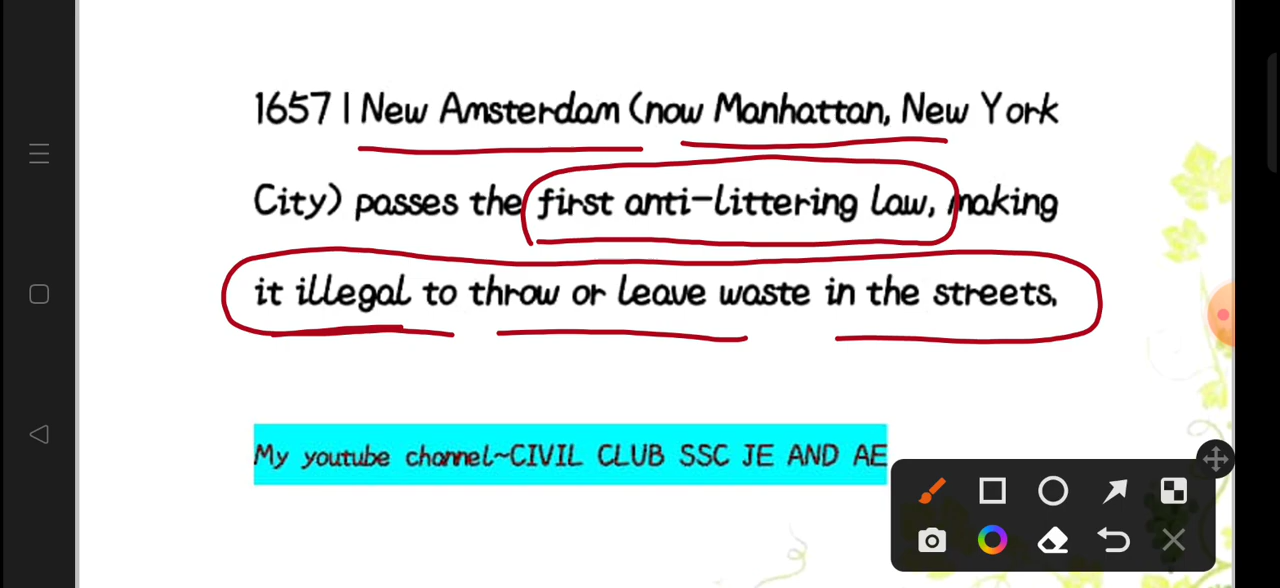 1657 | New Amsterdam (now Manhattan, New York
City) passes the first anti-littering law, making
it illegal to throw or leave waste in the streets.
My youtube channel~CIVIL CLUB SSC JE AND AE